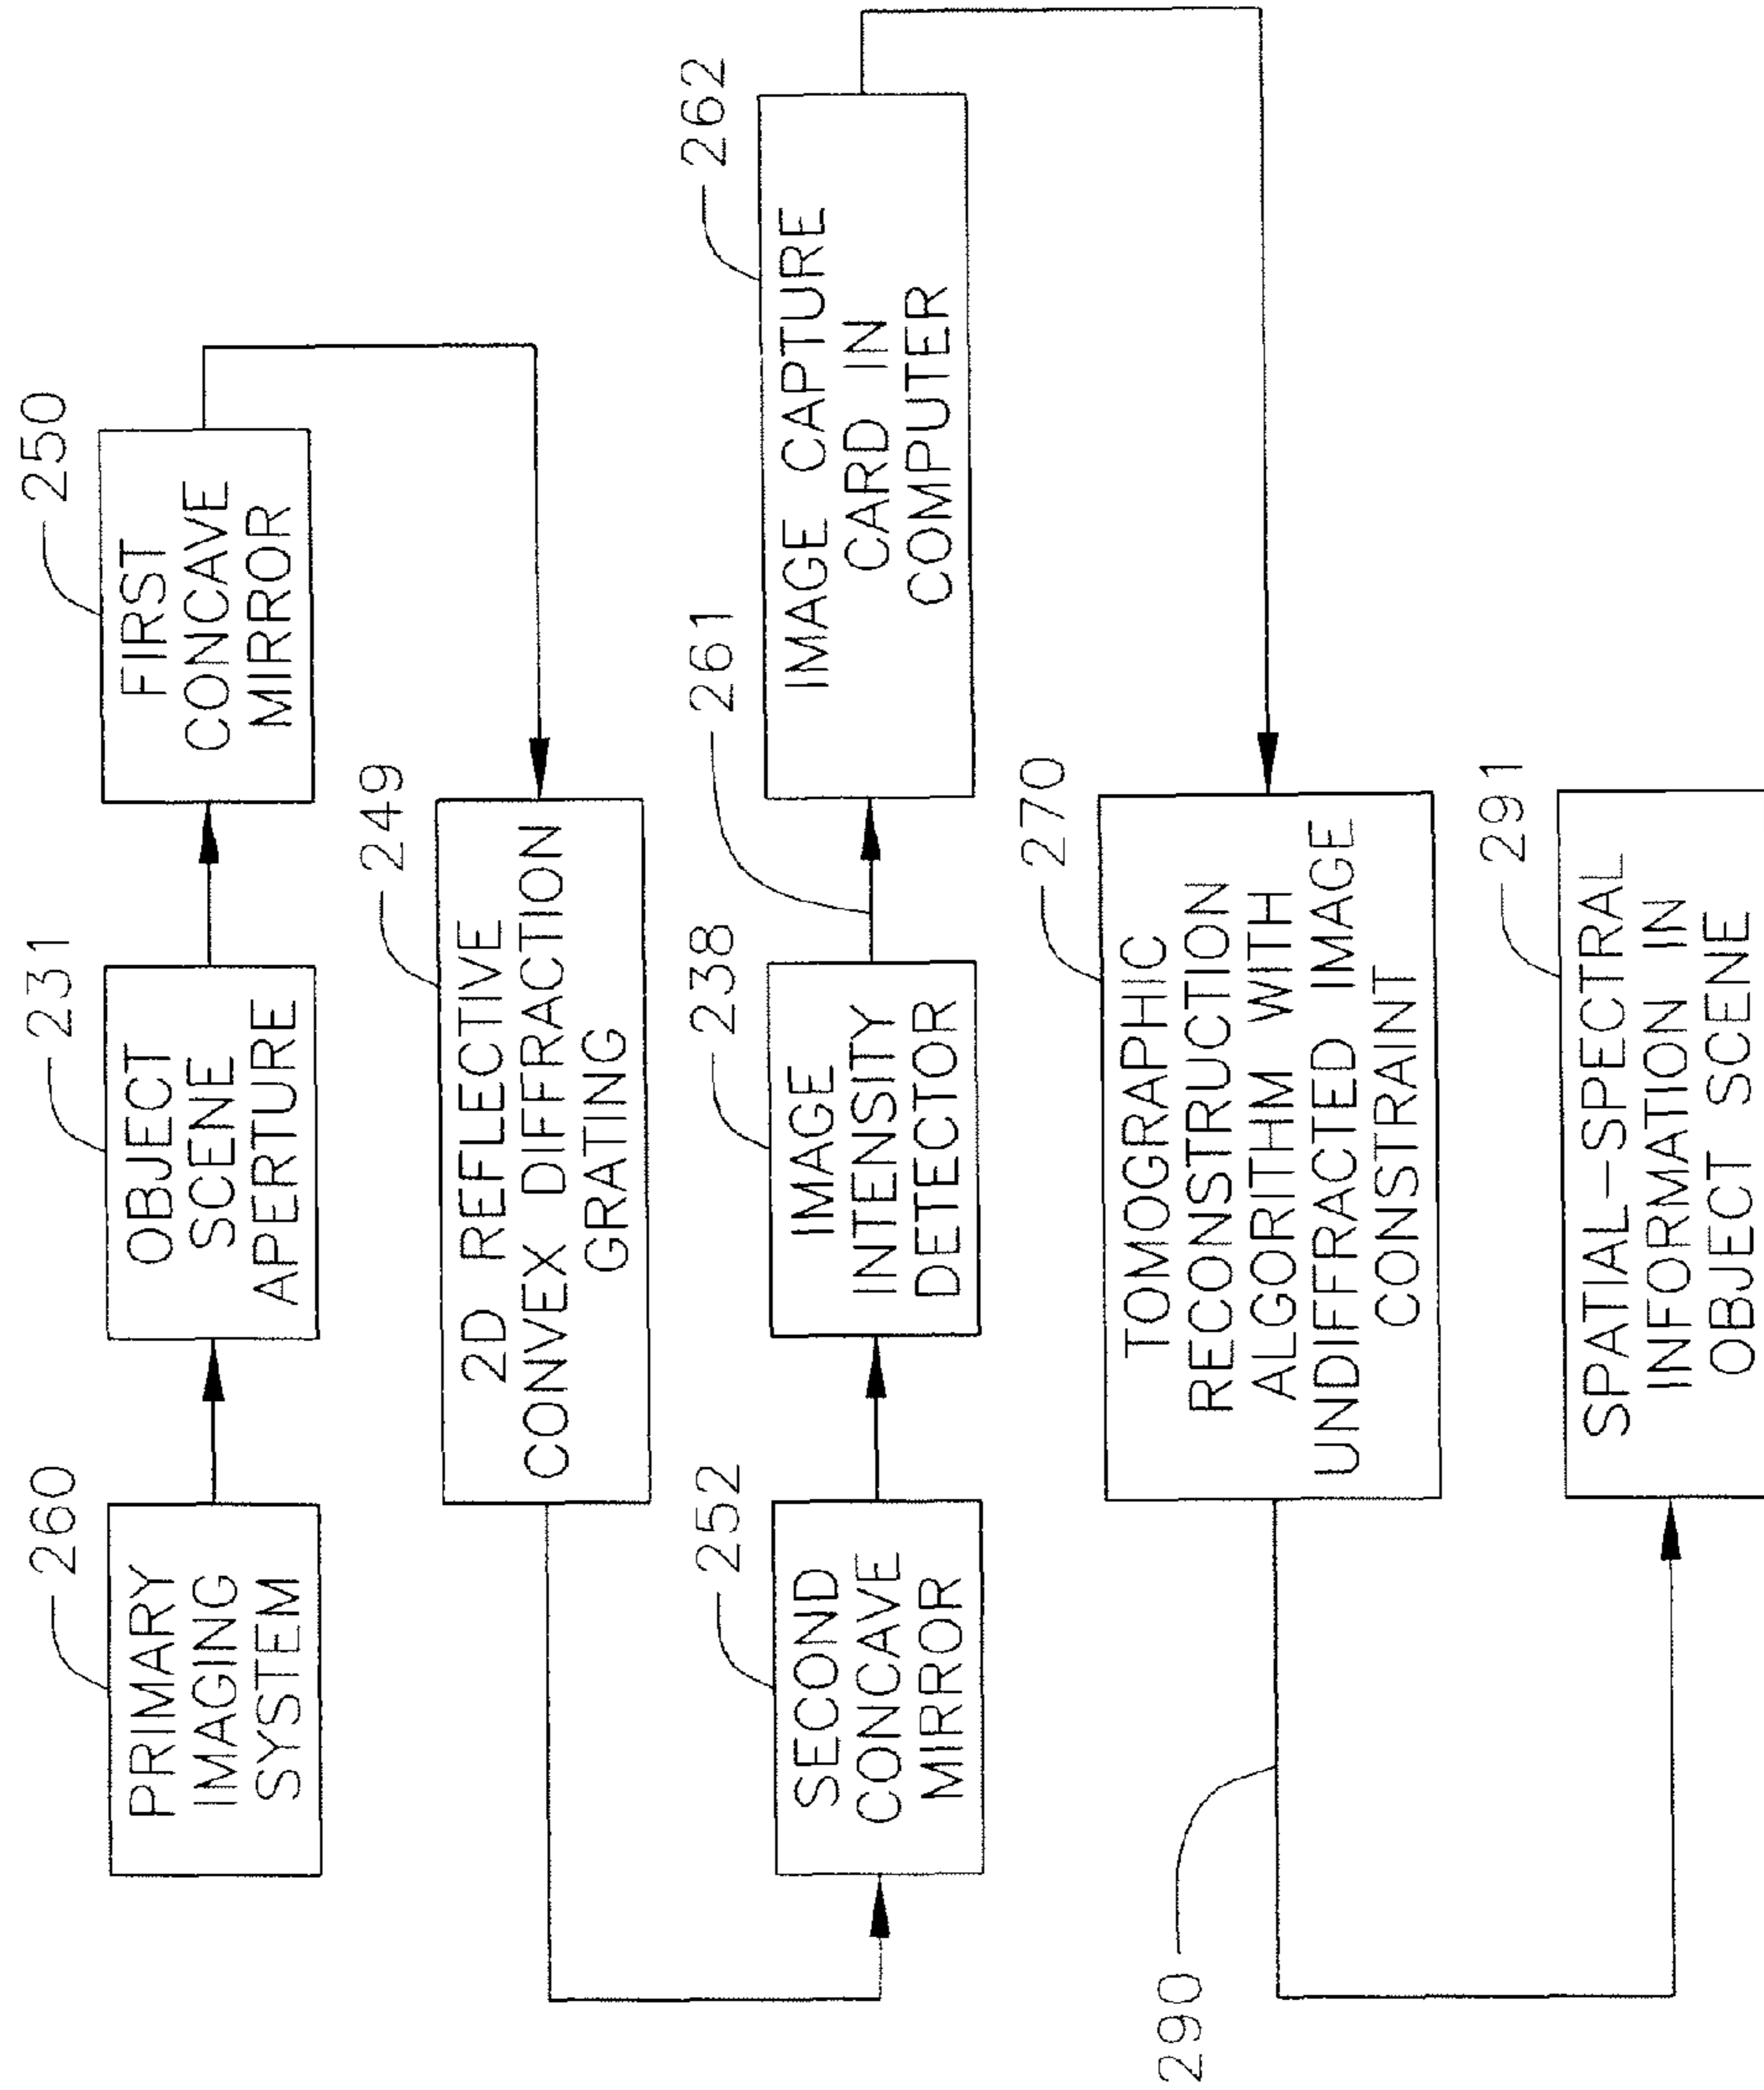 260
PRIMARY
IMAGING
SYSTEM
231
OBJECT
SCENE
APERTURE
250
FIRST
CONCAVE
MIRROR
249
2D REFLECTIVE
CONVEX DIFFRACTION
GRATING
252
SECOND
CONCAVE
MIRROR
238
IMAGE
INTENSITY
DETECTOR
261
262
IMAGE CAPTURE
CARD IN
COMPUTER
270
TOMOGRAPHIC
RECONSTRUCTION
ALGORITHM WITH
UNDIFFRACTED IMAGE
CONSTRAINT
290
291
SPATIAL-SPECTRAL
INFORMATION IN
OBJECT SCENE